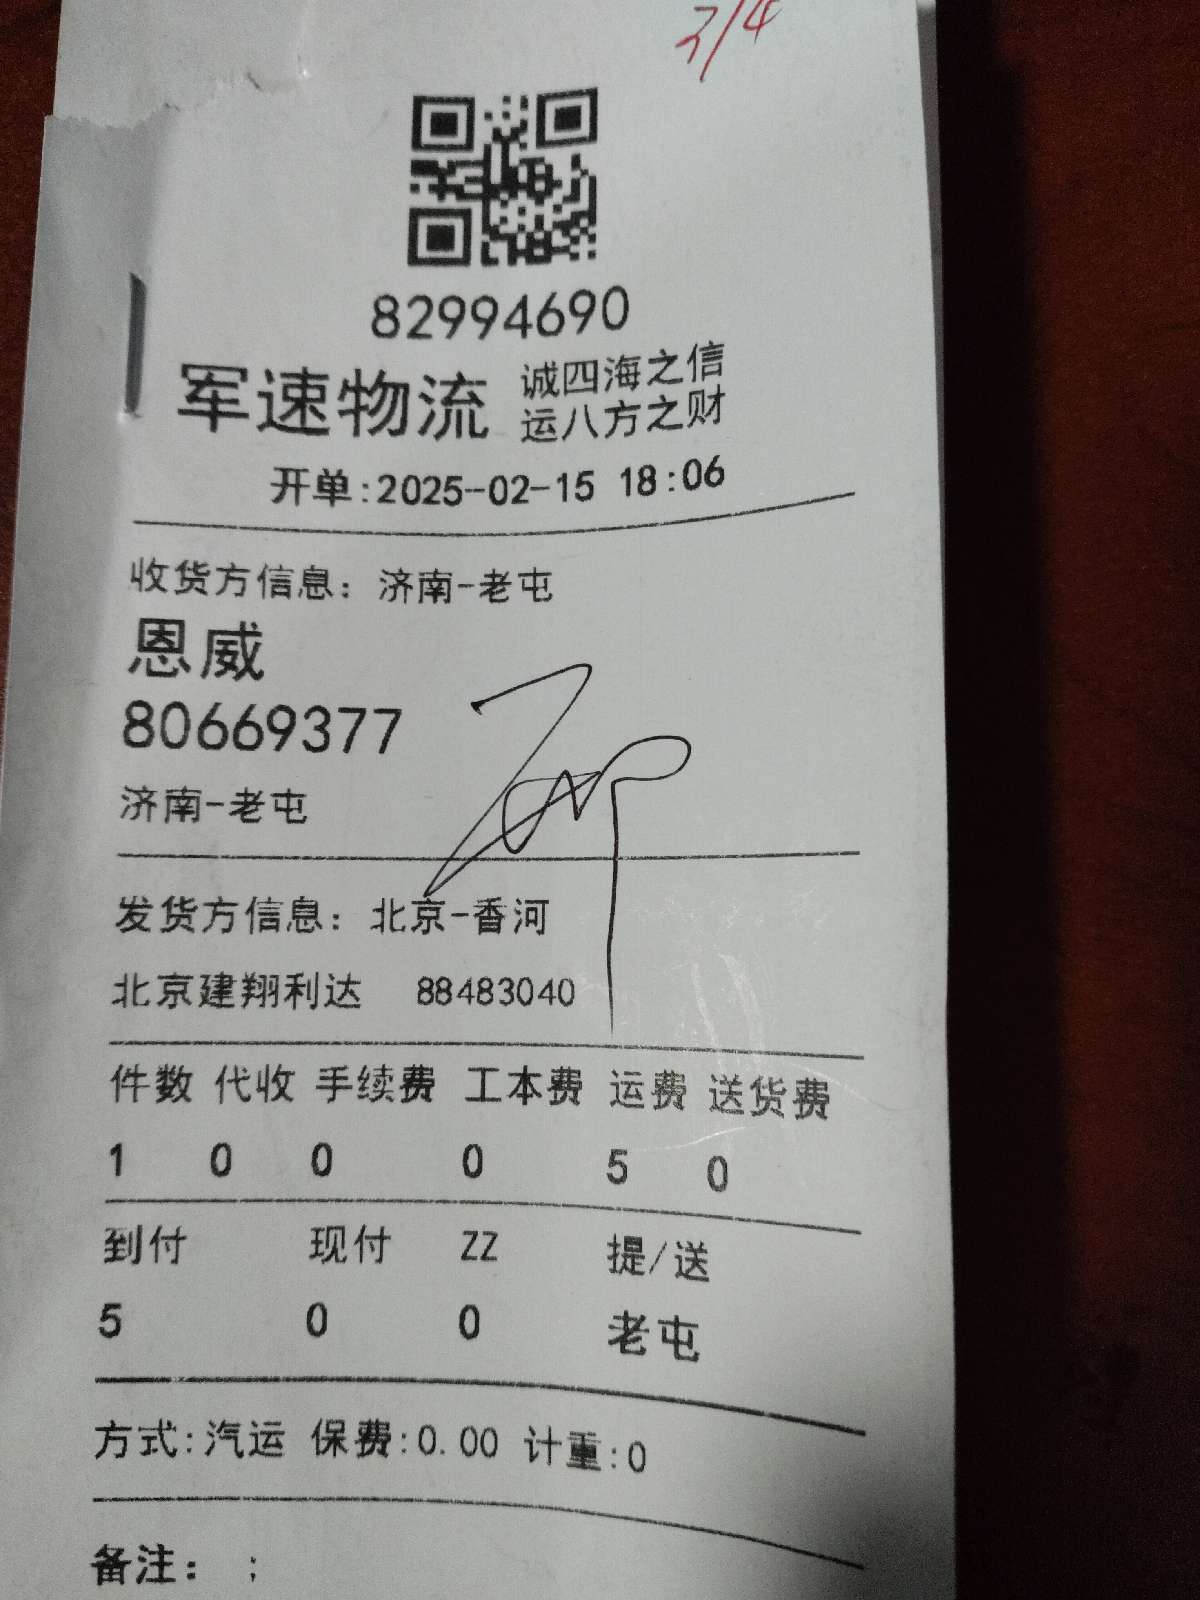 3/4
82994690
军速物流 诚四海之信
运八方之财
开单:2025-02-15 18:06
收货方信息: 济南-老屯
恩威
80669377
济南-老屯
发货方信息: 北京-香河
北京建翔利达 88483040
件数 代收 手续费 工本费 运费 送货费
1 0 0 0 5 0
到付 现付 ZZ 提/送
5 0 0 老屯
方式:汽运 保费:0.00 计重:0
备注: ;